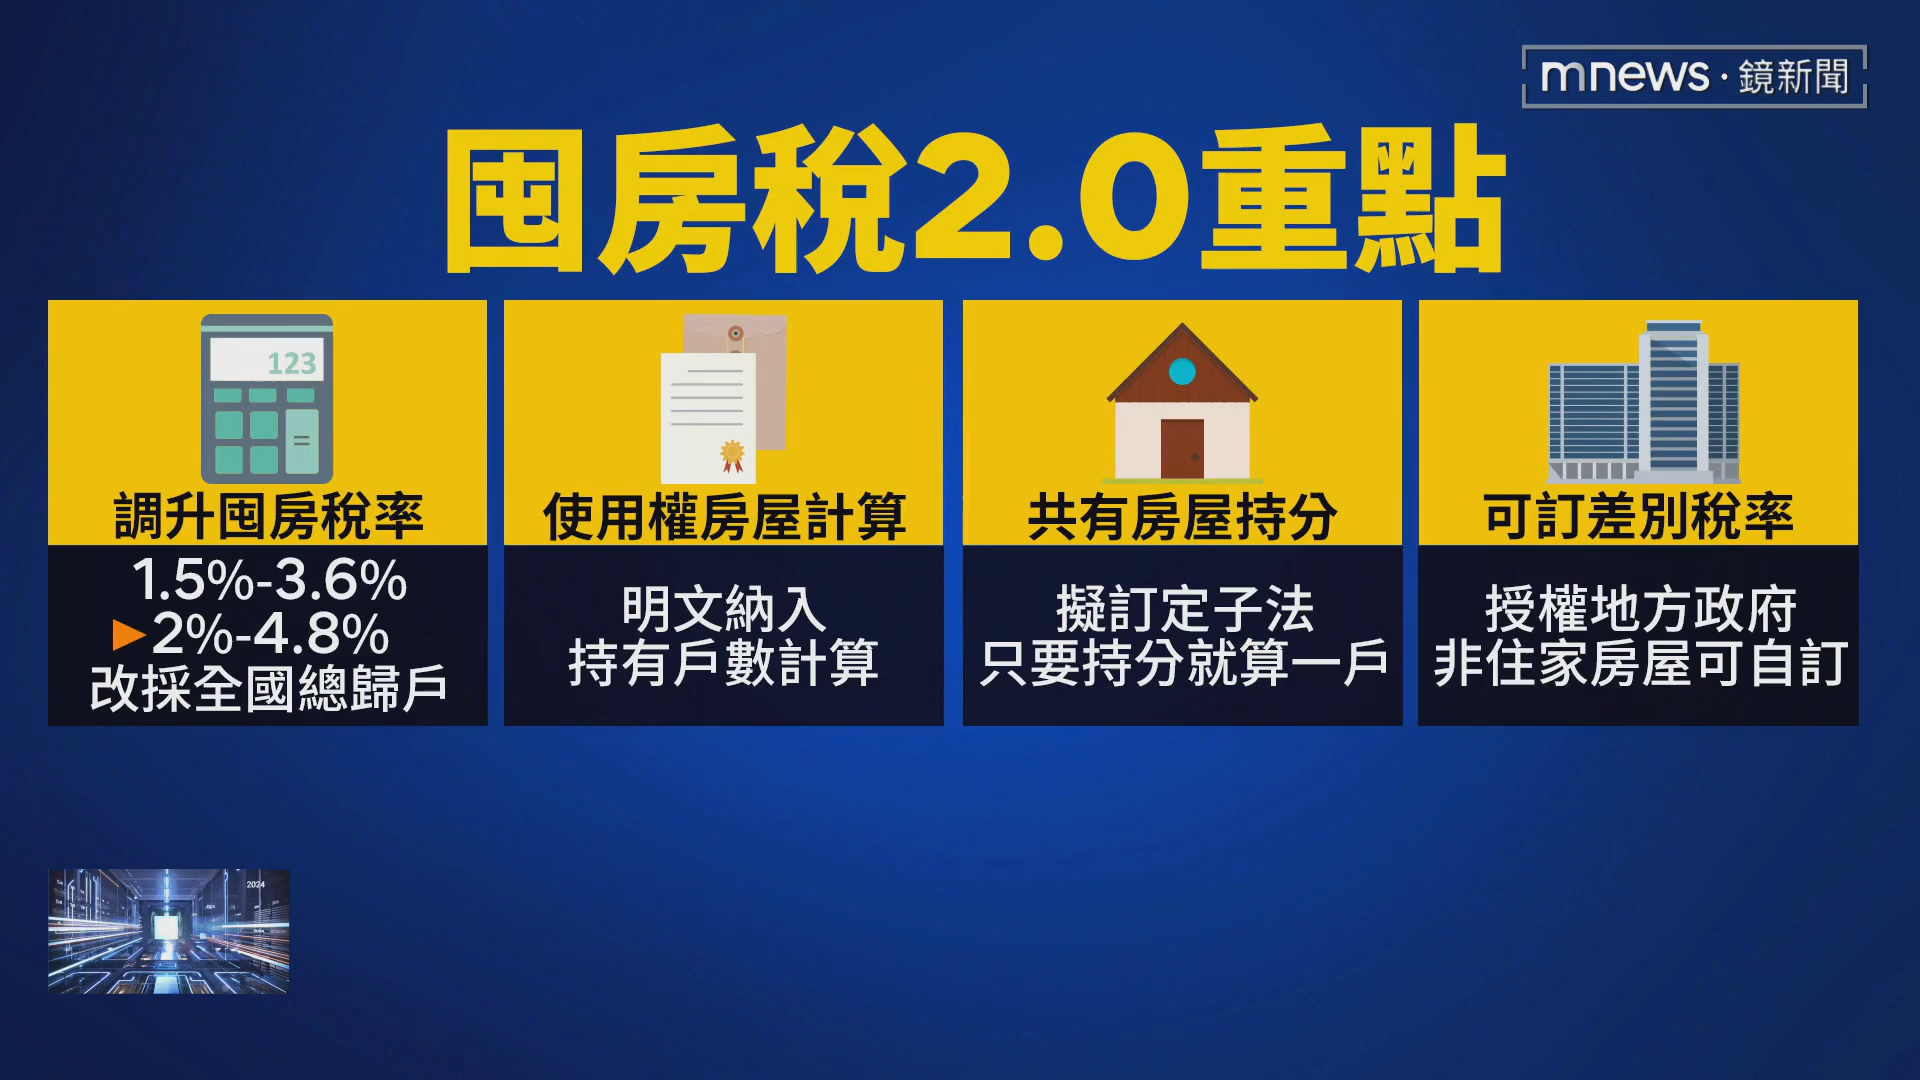 mnews·鏡新聞
囤房稅2.0重點
123
調升囤房稅率
1.5%-3.6%
▶2%-4.8%
改採全國總歸戶
使用權房屋計算
明文納入
持有戶數計算
共有房屋持分
擬訂定子法
只要持分就算一戶
可訂差別稅率
授權地方政府
非住家房屋可自訂
2024